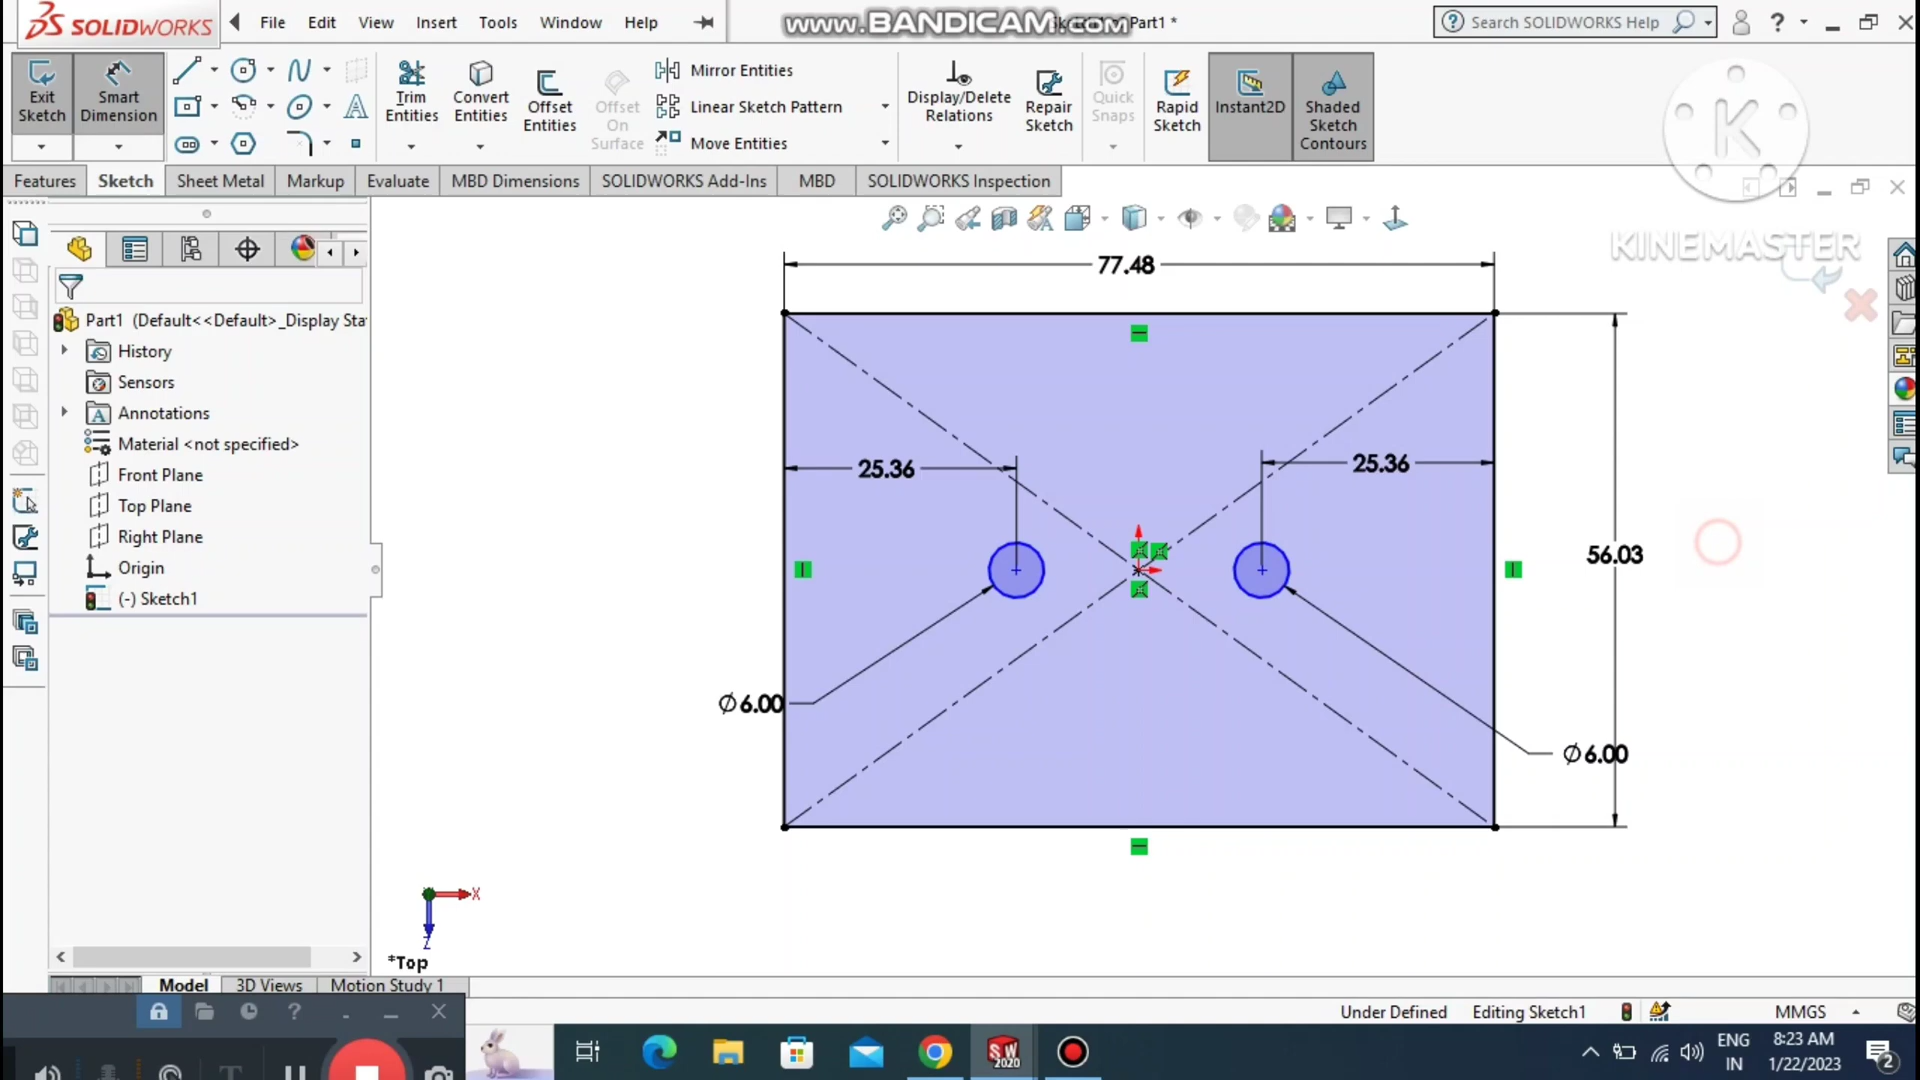 SOLIDWORKS File Edit View Insert Tools Window Help www.BANDICAM.com Part1 * Search SOLIDWORKS Help ?
Exit Sketch
Smart Dimension
Trim Entities
Convert Entities
Offset Entities
Offset On Surface
Mirror Entities
Linear Sketch Pattern
Move Entities
Display/Delete Relations
Repair Sketch
Quick Snaps
Rapid Sketch
Instant2D
Shaded Sketch Contours
K
KINEMASTER
Features Sketch Sheet Metal Markup Evaluate MBD Dimensions SOLIDWORKS Add-Ins MBD SOLIDWORKS Inspection
Part1 (Default<<Default>_Display Sta
History
Sensors
Annotations
Material <not specified>
Front Plane
Top Plane
Right Plane
Origin
(-) Sketch1
77.48
25.36
25.36
56.03
∅6.00
∅6.00
X
Z
*Top
Model 3D Views Motion Study 1
Under Defined Editing Sketch1 MMGS
SW 2020
ENG
IN
8:23 AM
1/22/2023
2